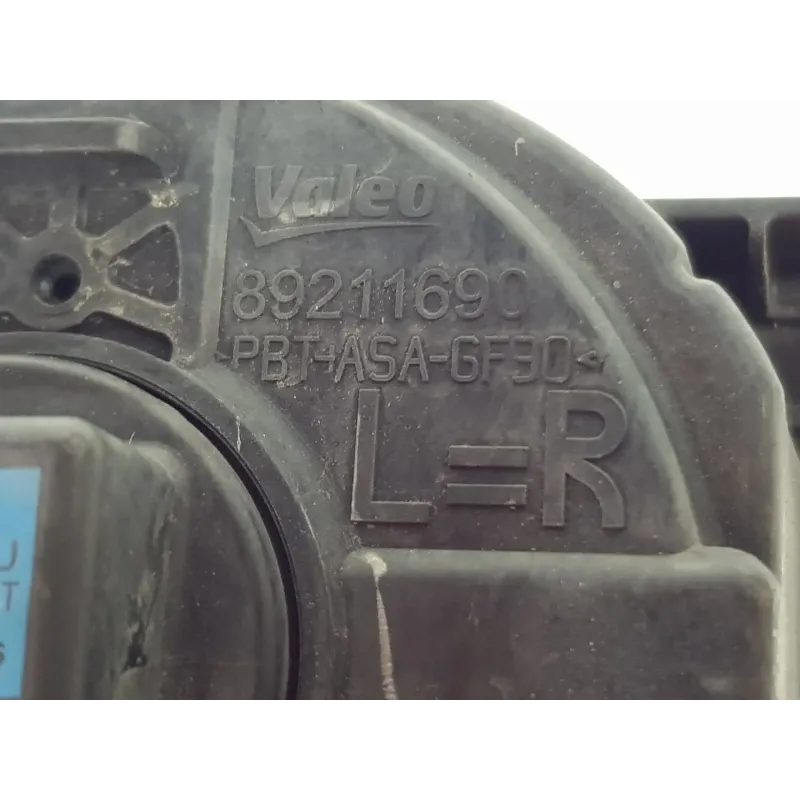 Valeo
89211690
>PBT+ASA-GF30<
L=R
J
T